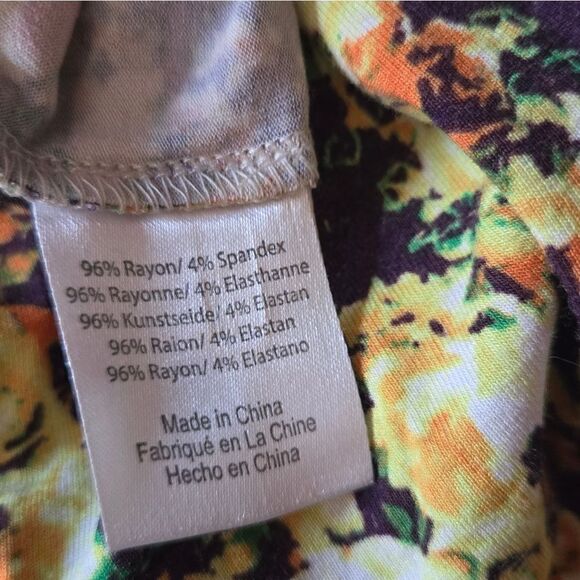 96% Rayon/ 4% Spandex
96% Rayonne/ 4% Elasthanne
96% Kunstseide/ 4% Elastan
96% Raion/ 4% Elastan
96% Rayon/ 4% Elastano
Made in China
Fabriqué en La Chine
Hecho en China